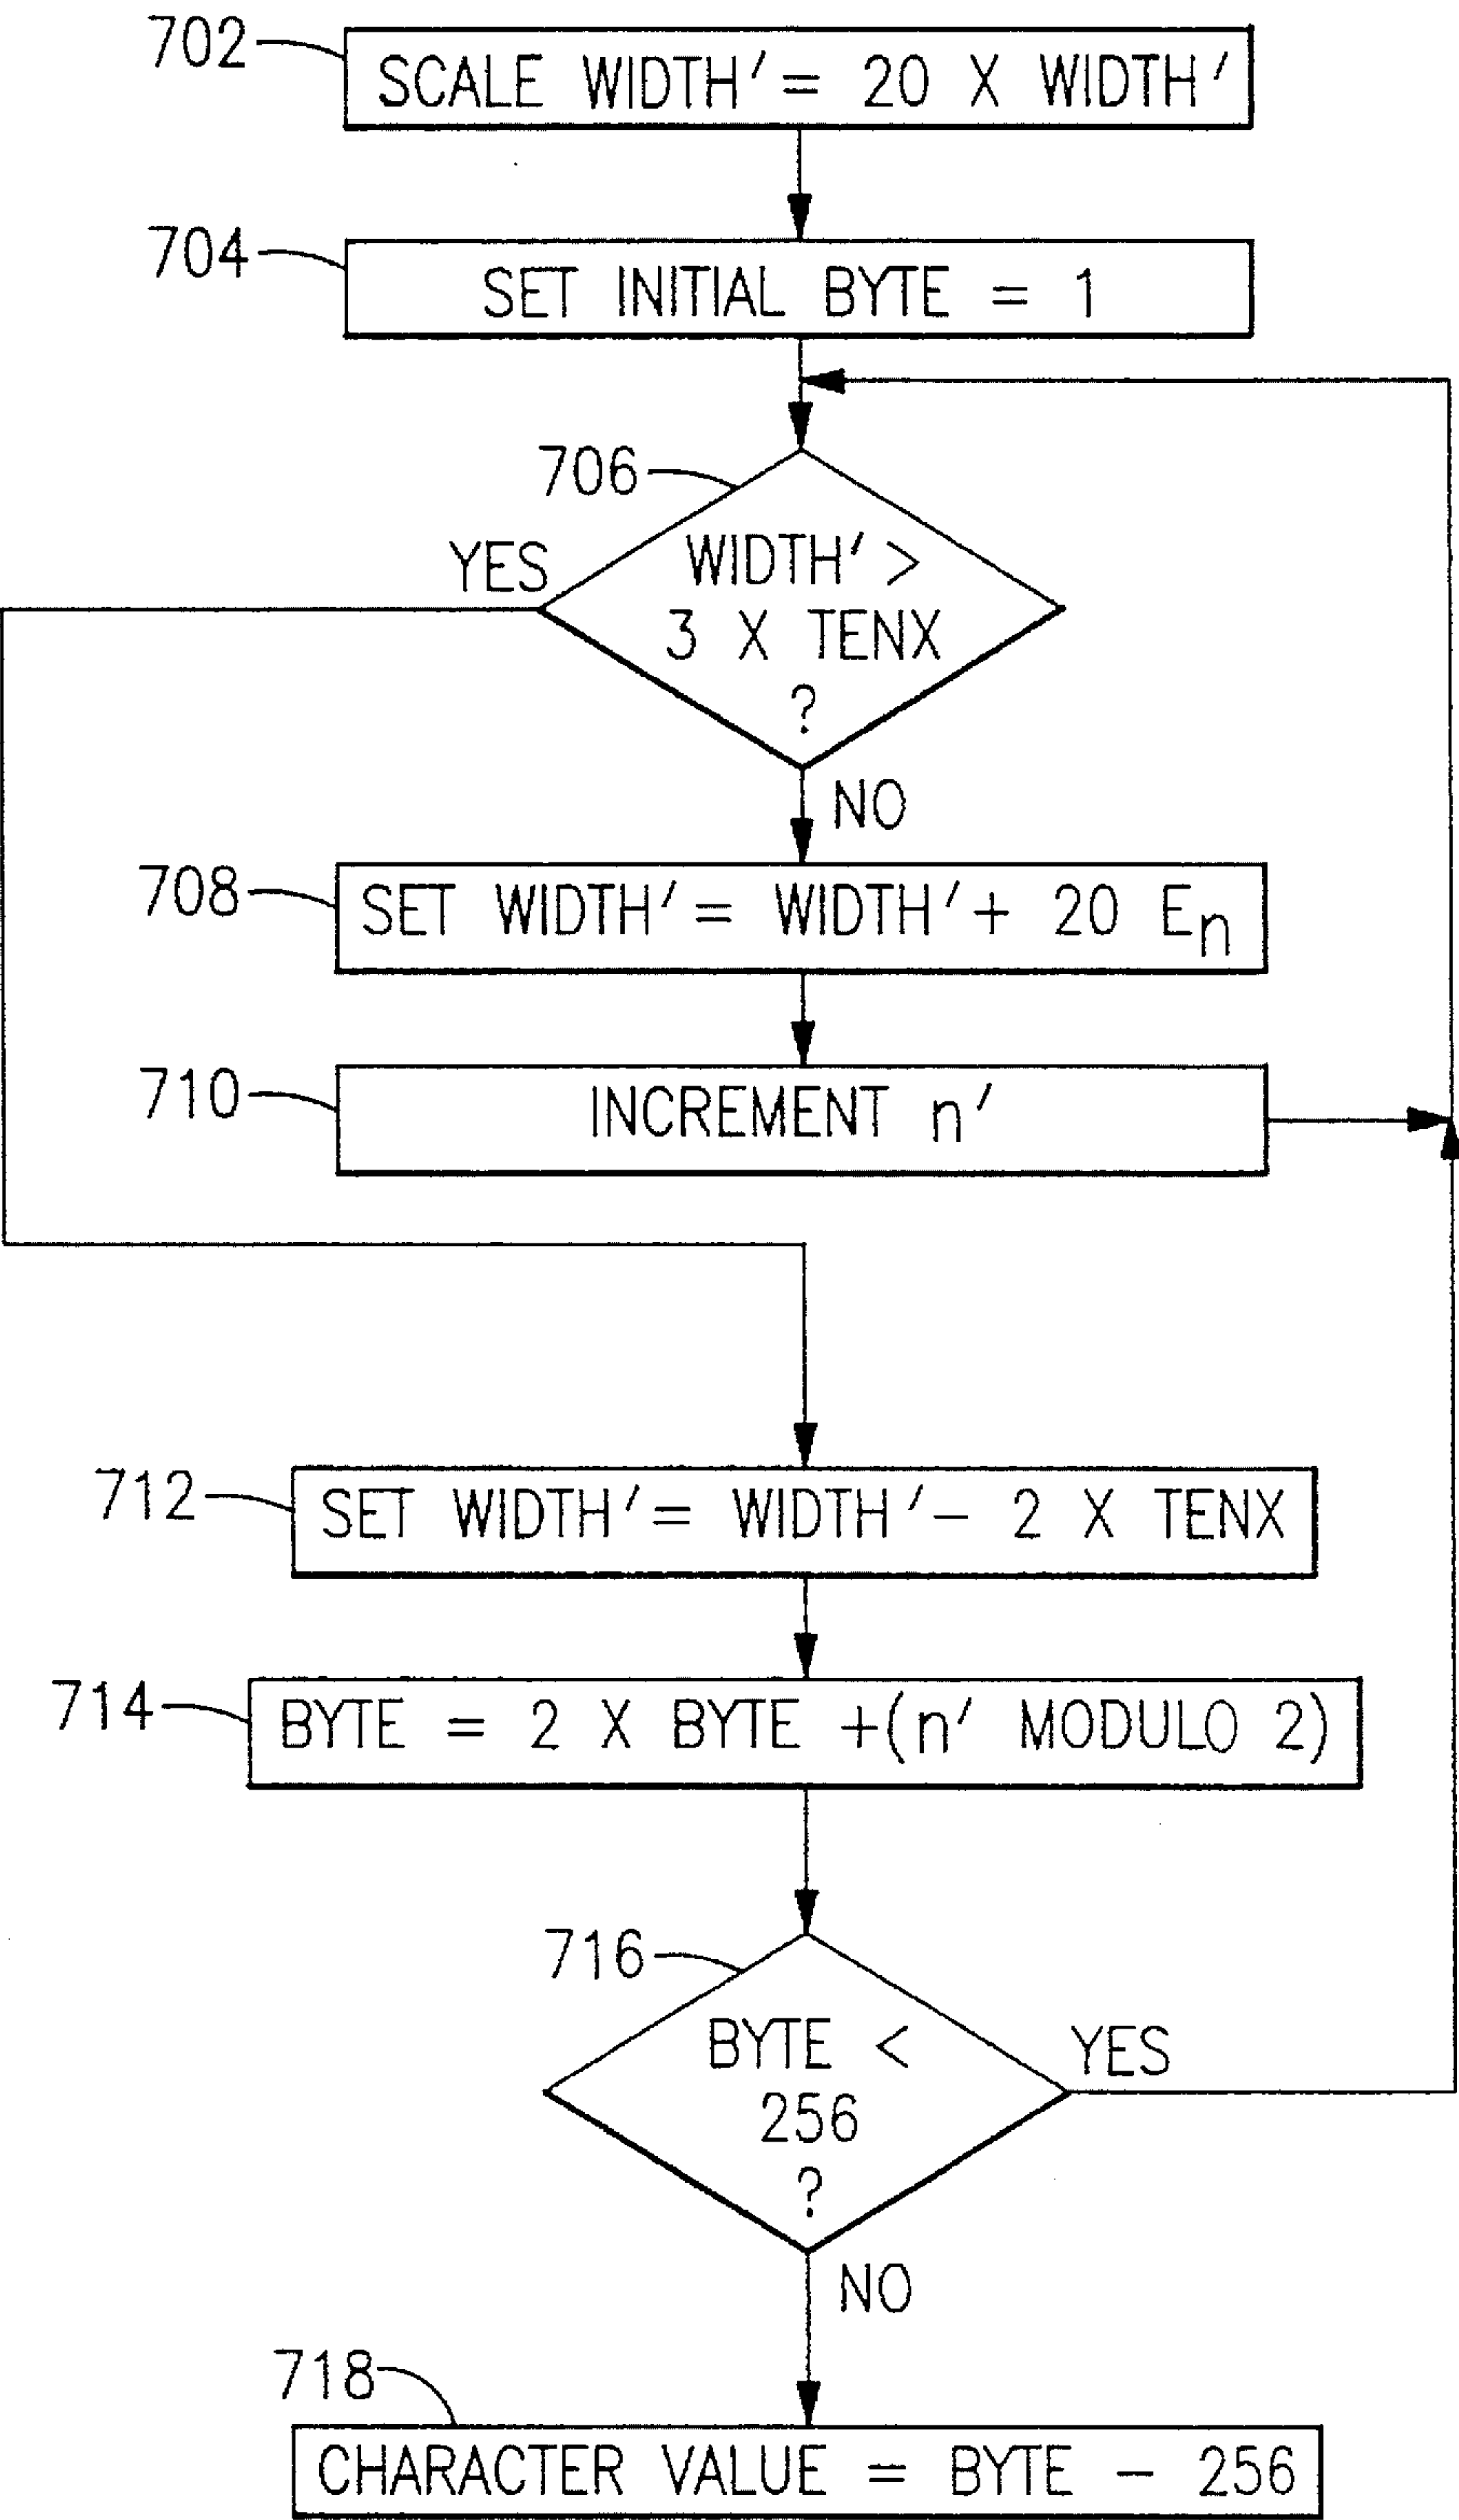 702
SCALE WIDTH' = 20 X WIDTH'
704
SET INITIAL BYTE = 1
706
YES
WIDTH' >
3 X TENX
?
NO
708
SET WIDTH' = WIDTH' + 20 En
710
INCREMENT n'
712
SET WIDTH' = WIDTH' - 2 X TENX
714
BYTE = 2 X BYTE +(n' MODULO 2)
716
BYTE <
256
?
YES
NO
718
CHARACTER VALUE = BYTE - 256